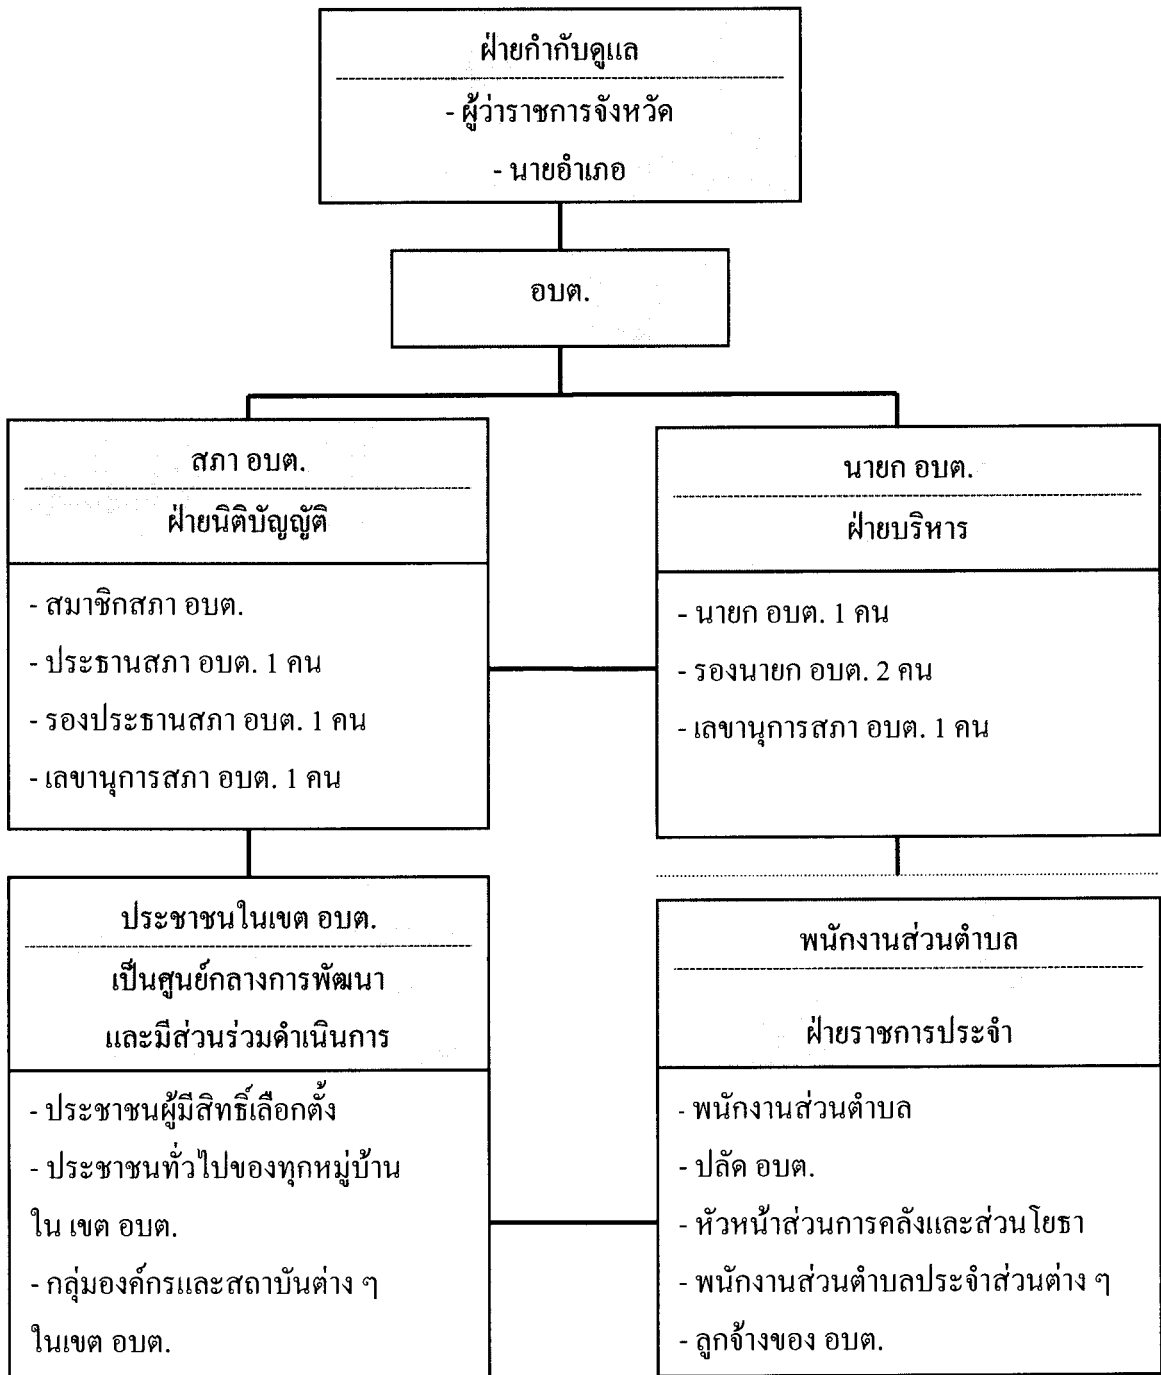 ฝ่ายกำกับดูแล
- ผู้ว่าราชการจังหวัด
- นายอำเภอ
อบต.
สภา อบต.
ฝ่ายนิติบัญญัติ
- สมาชิกสภา อบต.
- ประธานสภา อบต. 1 คน
- รองประธานสภา อบต. 1 คน
- เลขานุการสภา อบต. 1 คน
นายก อบต.
ฝ่ายบริหาร
- นายก อบต. 1 คน
- รองนายก อบต. 2 คน
- เลขานุการสภา อบต. 1 คน
ประชาชนในเขต อบต.
เป็นศูนย์กลางการพัฒนา
และมีส่วนร่วมดำเนินการ
- ประชาชนผู้มีสิทธิ์เลือกตั้ง
- ประชาชนทั่วไปของทุกหมู่บ้าน
ใน เขต อบต.
- กลุ่มองค์กรและสถาบันต่าง ๆ
ในเขต อบต.
พนักงานส่วนตำบล
ฝ่ายราชการประจำ
- พนักงานส่วนตำบล
- ปลัด อบต.
- หัวหน้าส่วนการคลังและส่วนโยธา
- พนักงานส่วนตำบลประจำส่วนต่าง ๆ
- ลูกจ้างของ อบต.